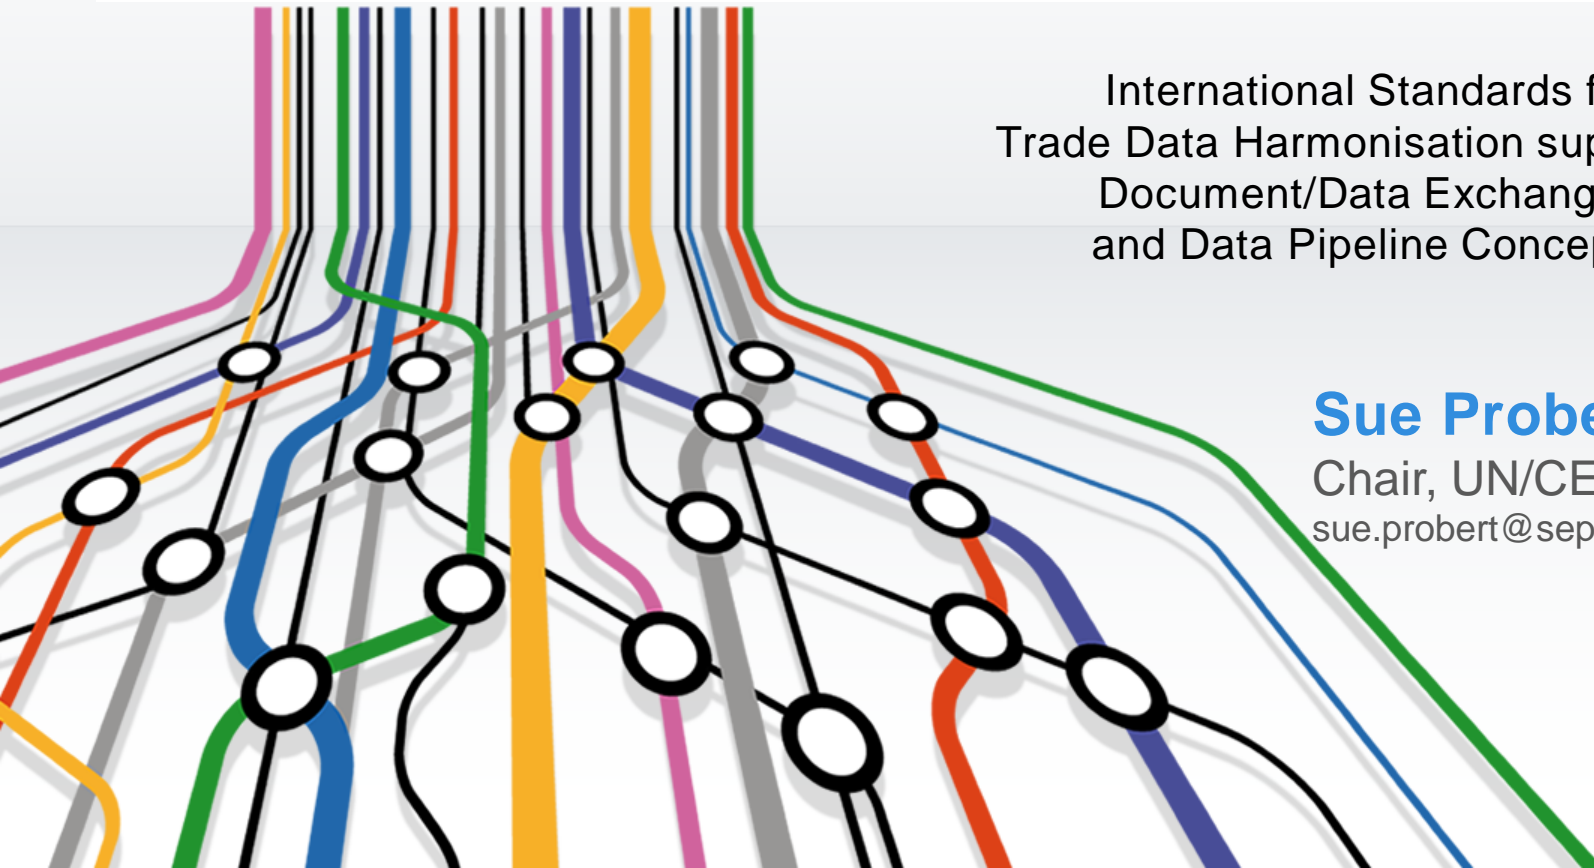 International Standards f
Trade Data Harmonisation sup
Document/Data Exchang
and Data Pipeline Concep
Sue Probe
Chair, UN/CE
sue.probert@sep